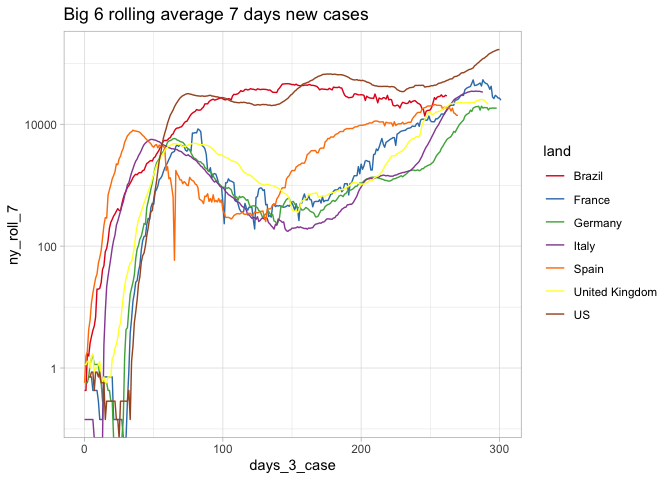 Big 6 rolling average 7 days new cases
ny_roll_7
10000
100
1
0
100
200
300
days_3_case
land
Brazil
France
Germany
Italy
Spain
United Kingdom
US